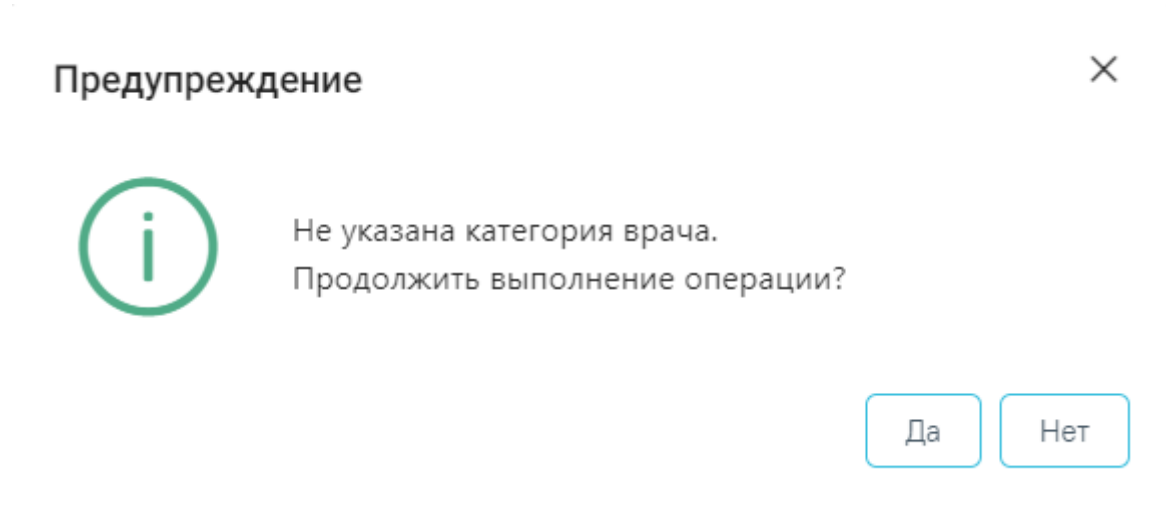 Предупреждение
Не указана категория врача.
Продолжить выполнение операции?
Да
Нет